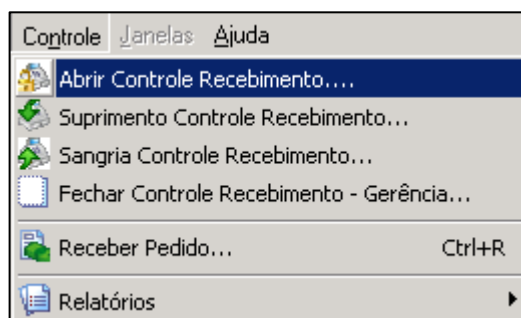 Controle Janelas Ajuda
Abrir Controle Recebimento....
Suprimento Controle Recebimento...
Sangria Controle Recebimento...
Fechar Controle Recebimento - Gerência...
Receber Pedido... Ctrl+R
Relatórios